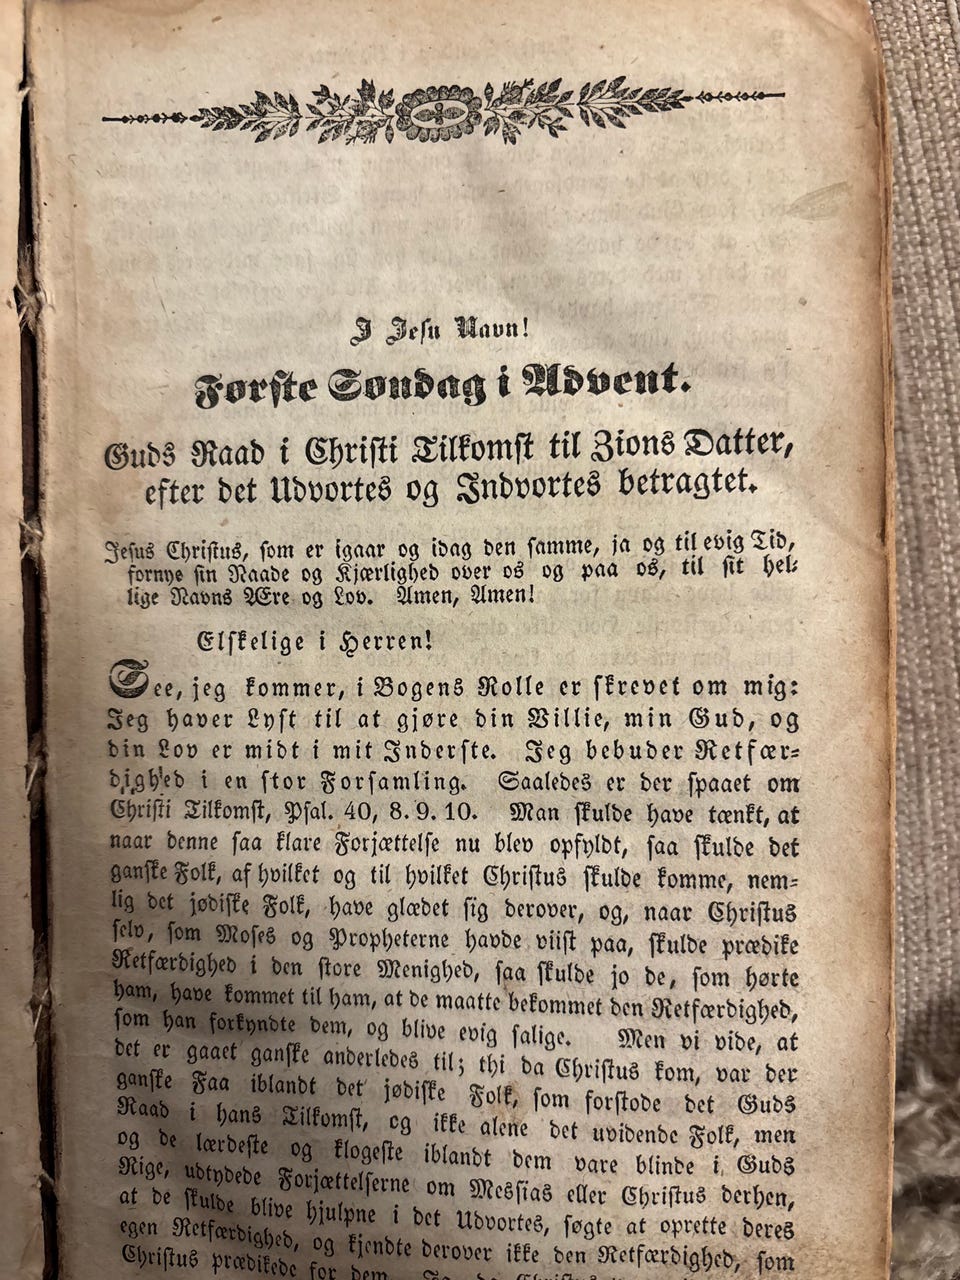 I Jesu Navn!
Første Søndag i Advent.
Guds Raad i Christi Tilkomst til Zions Datter,
efter det Udvortes og Indvortes betragtet.
Jesus Christus, som er igaar og idag den samme, ja og til evig Tid,
fornye sin Naade og Kjærlighed over os og paa os, til sit hel-
lige Navns Ære og Lov. Amen, Amen!
Elskelige i Herren!
See, jeg kommer, i Bogens Rolle er skrevet om mig:
Jeg haver Lyst til at gjøre din Villie, min Gud, og
din Lov er midt i mit Inderste. Jeg bebuder Retfær-
dighed i en stor Forsamling. Saaledes er der spaaet om
Christi Tilkomst, Psal. 40, 8. 9. 10. Man skulde have tænkt, at
naar denne saa klare Forjættelse nu blev opfyldt, saa skulde det
ganske Folk, af hvilket og til hvilket Christus skulde komme, nem-
lig det jødiske Folk, have glædet sig derover, og, naar Christus
selv, som Moses og Propheterne havde viist paa, skulde prædike
Retfærdighed i den store Menighed, saa skulde jo de, som hørte
ham, have kommet til ham, at de maatte bekommet den Retfærdighed,
som han forkyndte dem, og blive evig salige. Men vi vide, at
det er gaaet ganske anderledes til; thi da Christus kom, var der
ganske Faa iblandt det jødiske Folk, som forstode det Guds
Raad i hans Tilkomst, og ikke alene det uvidende Folk, men
og de lærdeste og klogeste iblandt dem vare blinde i Guds
Rige, udtydede Forjættelserne om Messias eller Christus derhen,
at de skulde blive hjulpne i det Udvortes, søgte at oprette deres
egen Retfærdighed, og kjendte derover ikke den Retfærdighed, som
Christus prædikede for dem.